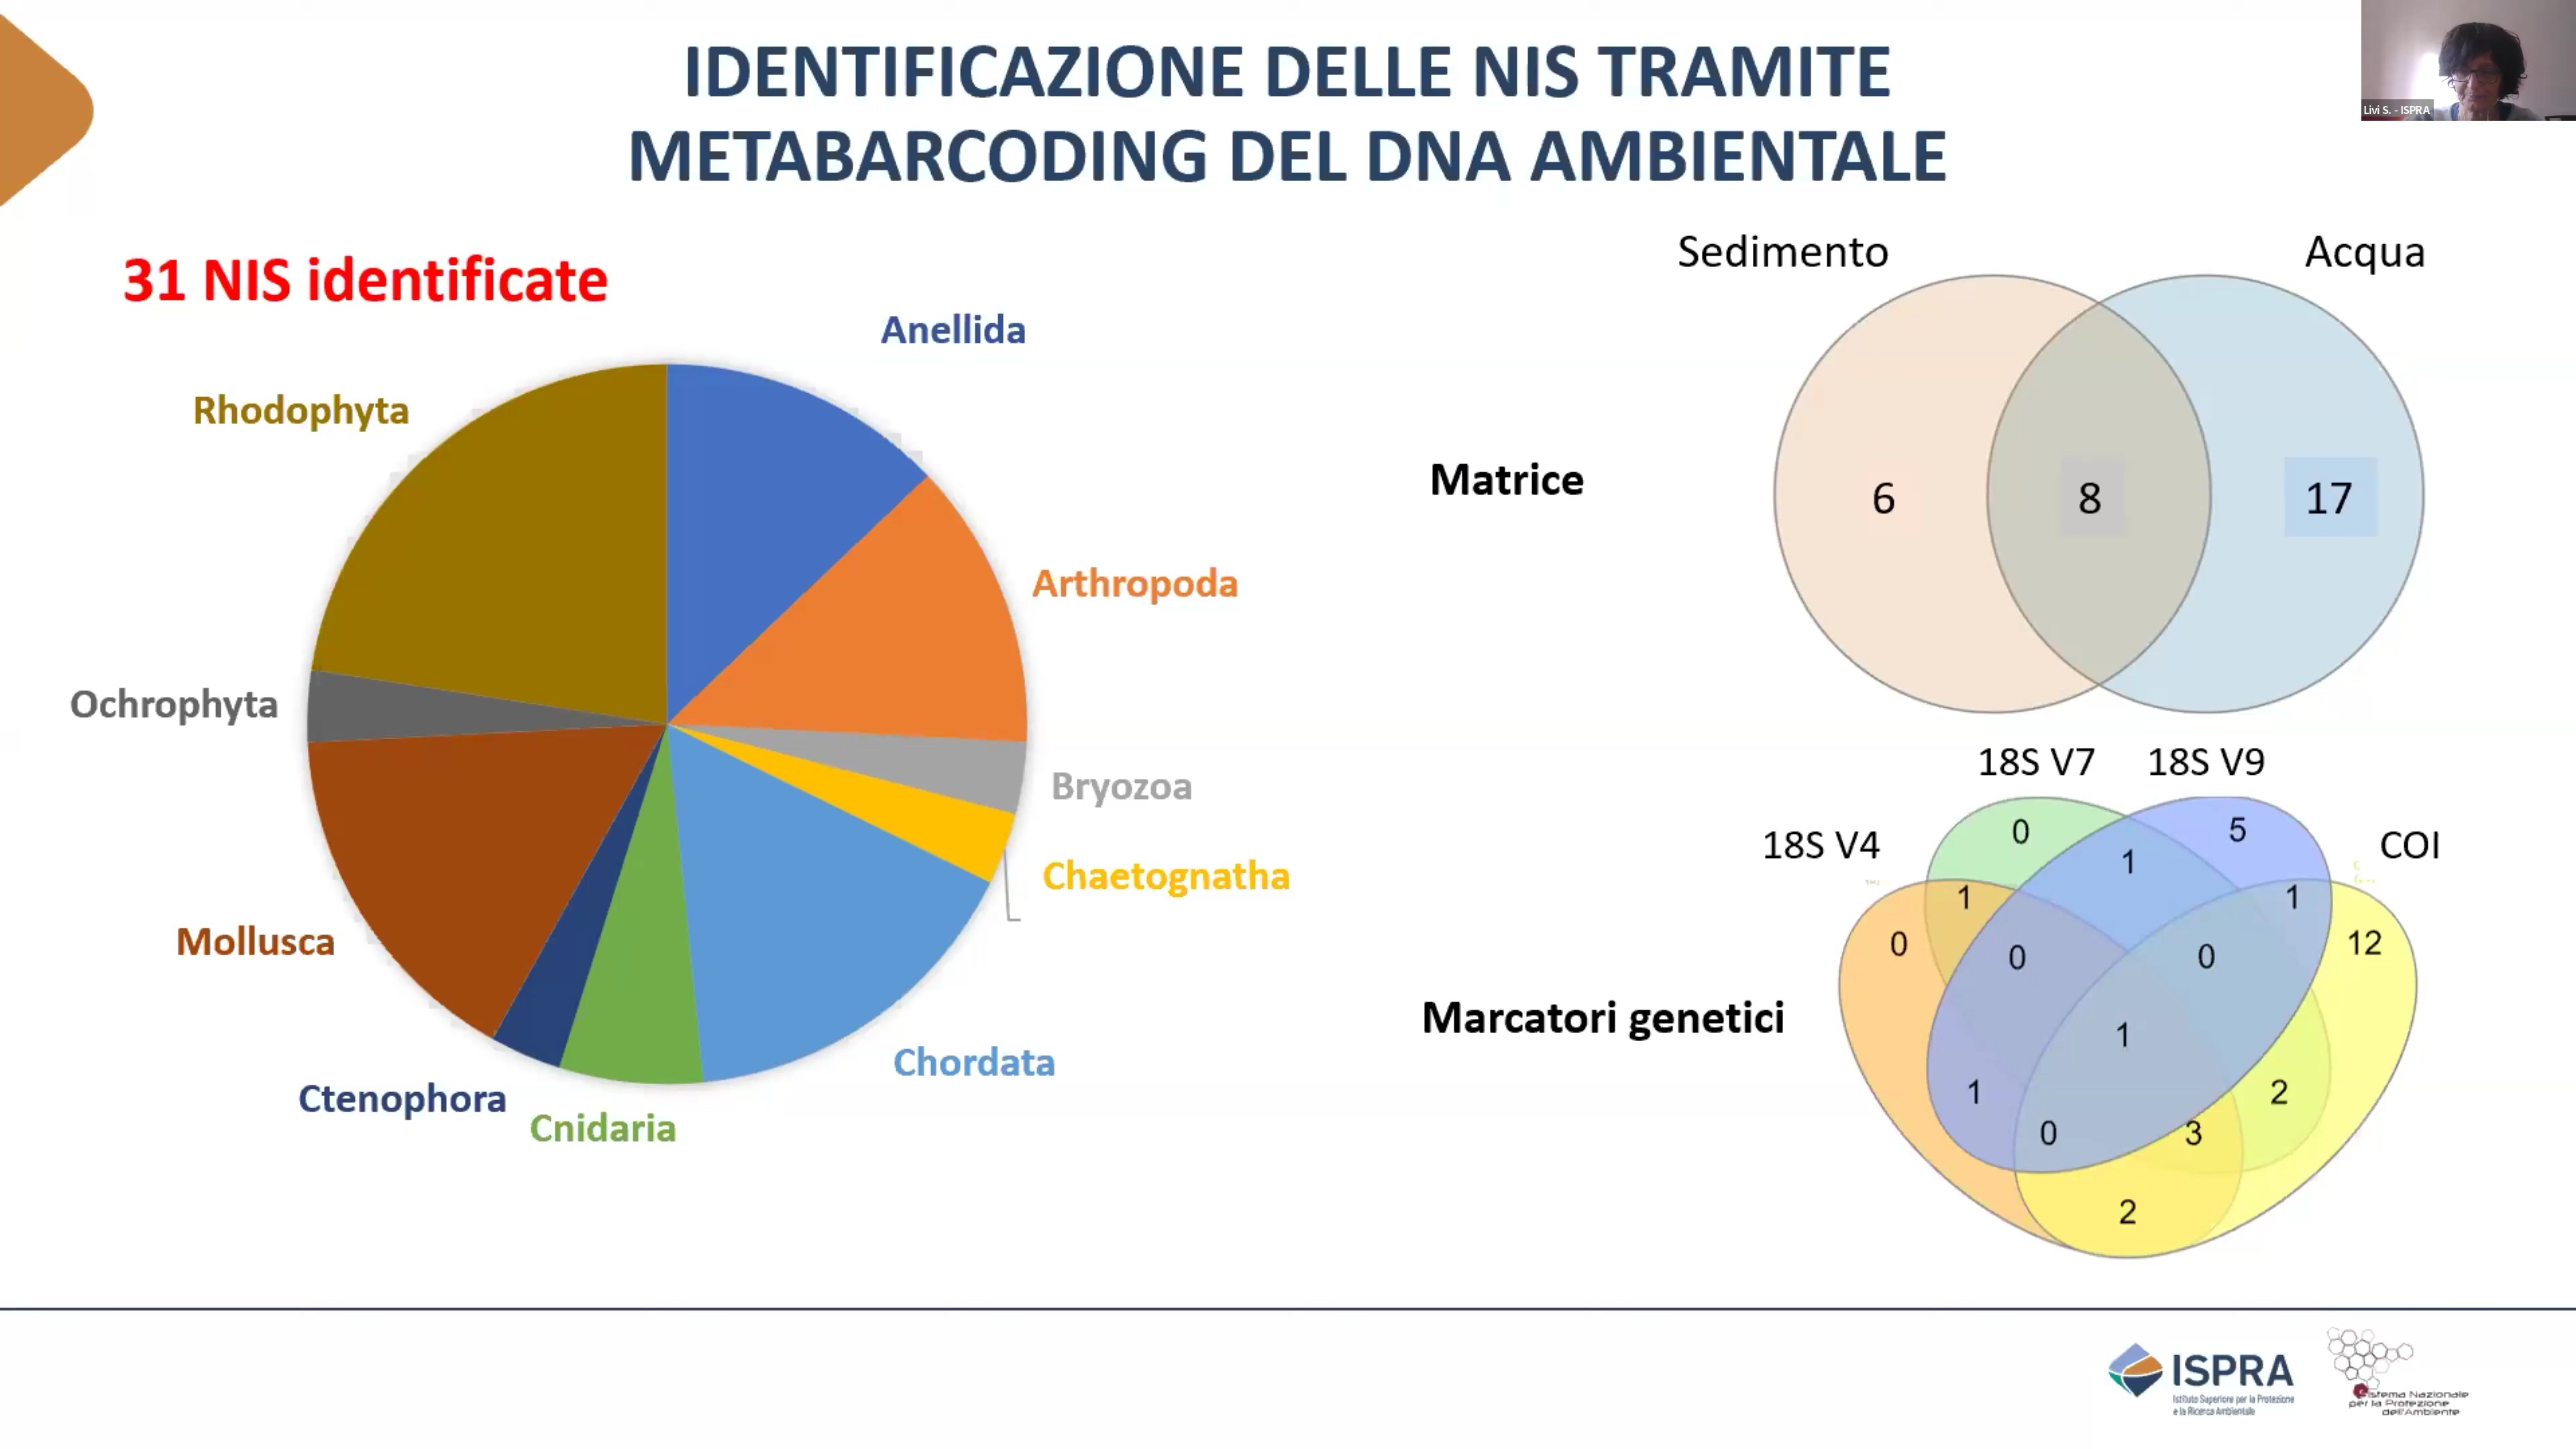 IDENTIFICAZIONE DELLE NIS TRAMITE
METABARCODING DEL DNA AMBIENTALE
Livi S. - ISPRA
31 NIS identificate
Anellida
Rhodophyta
Arthropoda
Ochrophyta
Bryozoa
Chaetognatha
Mollusca
Chordata
Ctenophora
Cnidaria
Sedimento
Acqua
Matrice
6
8
17
18S V7
18S V9
18S V4
COI
0
5
1
1
1
0
12
0
0
Marcatori genetici
1
1
2
0
3
2
ISPRA
Istituto Superiore per la Protezione
e la Ricerca Ambientale
Sistema Nazionale
per la Protezione
dell'Ambiente